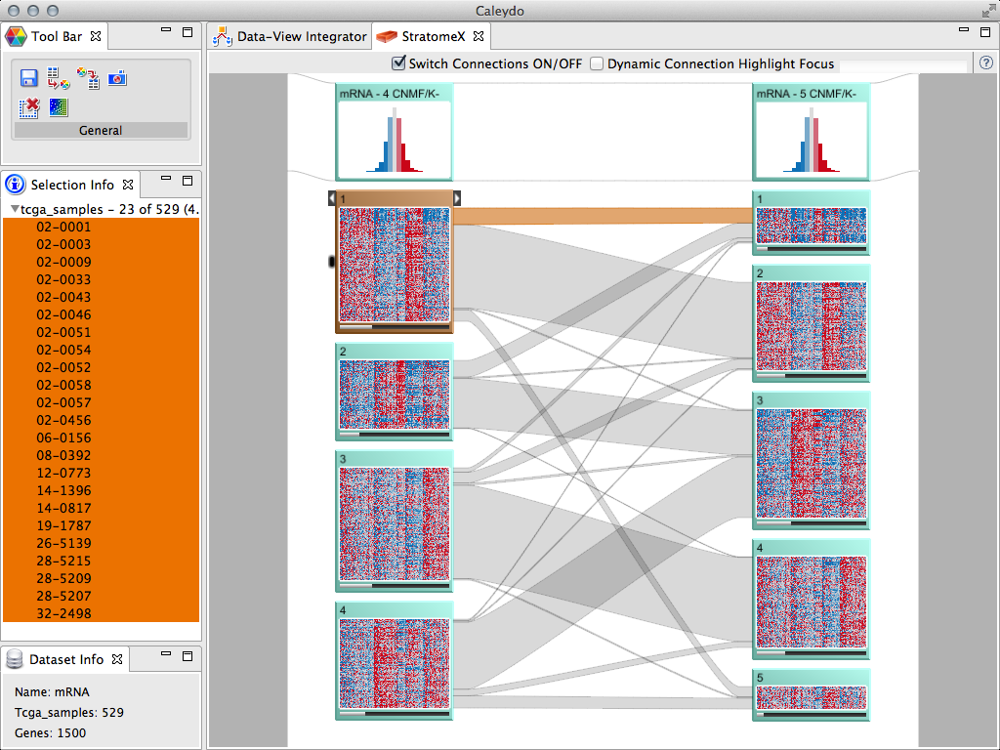 Caleydo
Tool Bar
General
Selection Info
tcga_samples - 23 of 529 (4.
02-0001
02-0003
02-0009
02-0033
02-0043
02-0046
02-0051
02-0054
02-0052
02-0058
02-0057
02-0456
06-0156
08-0392
12-0773
14-1396
14-0817
19-1787
26-5139
28-5215
28-5209
28-5207
32-2498
Dataset Info
Name: mRNA
Tcga_samples: 529
Genes: 1500
Data-View Integrator
StratomeX
Switch Connections ON/OFF
Dynamic Connection Highlight Focus
?
mRNA - 4 CNMF/K-
1
2
3
4
mRNA - 5 CNMF/K-
1
2
3
4
5